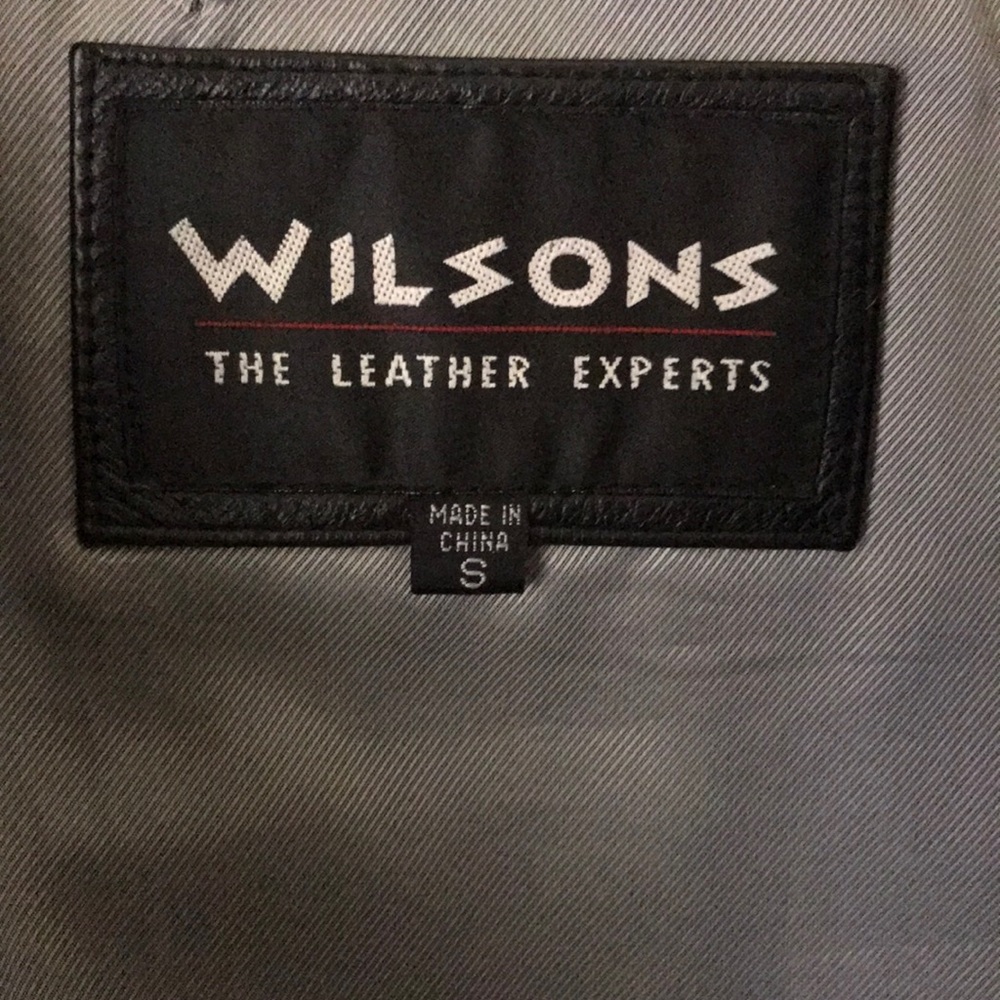 WILSONS
THE LEATHER EXPERTS
MADE IN
CHINA
S